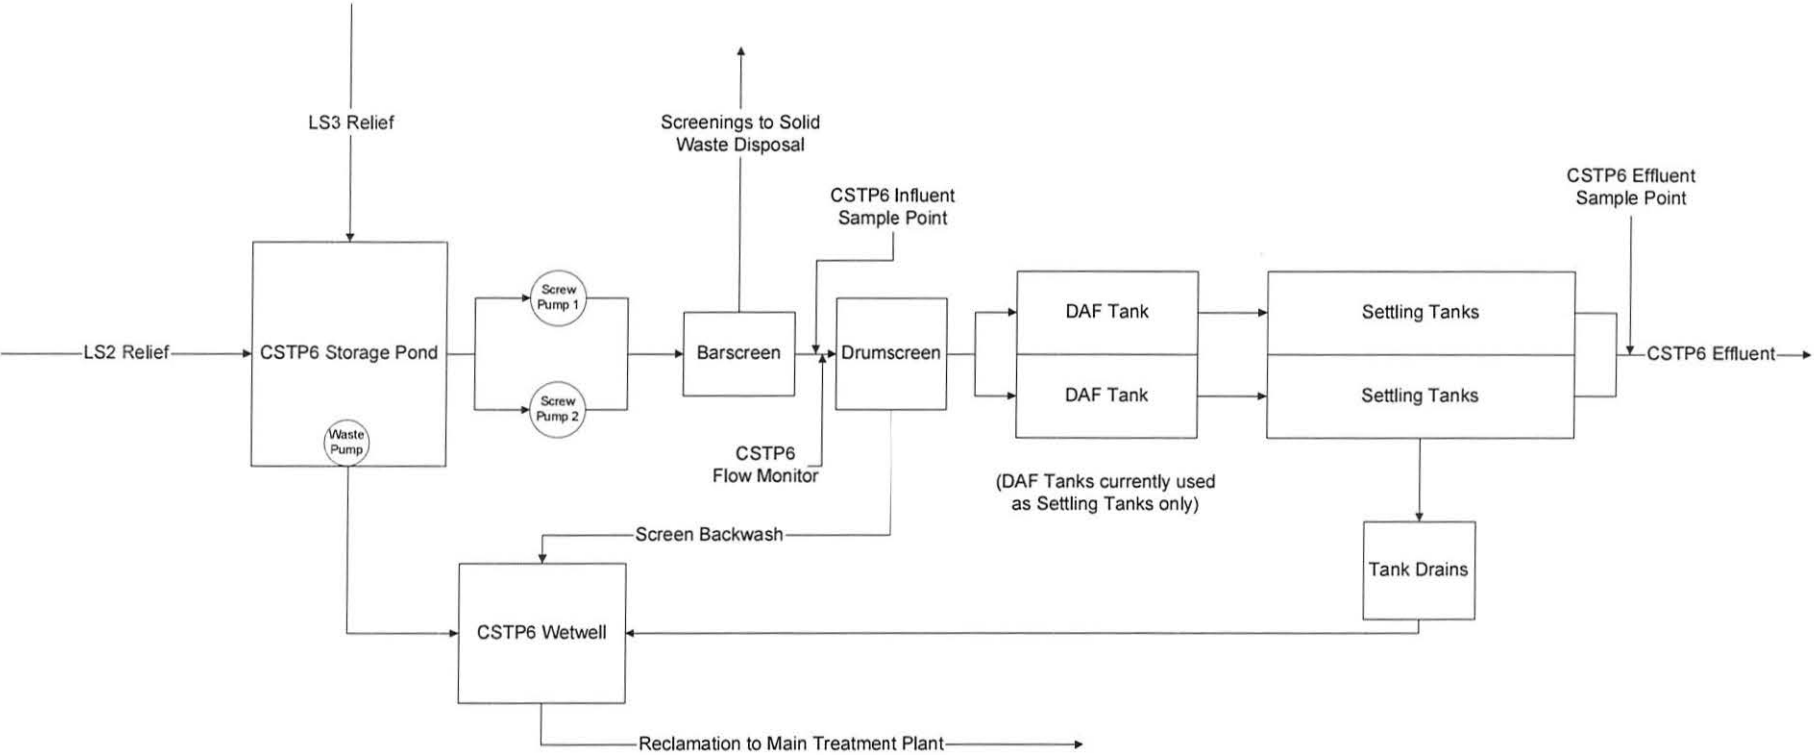 LS3 Relief
Screenings to Solid
Waste Disposal
CSTP6 Influent
Sample Point
CSTP6 Effluent
Sample Point
LS2 Relief
CSTP6 Storage Pond
Screw
Pump 1
Screw
Pump 2
Waste
Pump
Barscreen
Drumscreen
DAF Tank
DAF Tank
Settling Tanks
Settling Tanks
CSTP6 Effluent
CSTP6
Flow Monitor
(DAF Tanks currently used
as Settling Tanks only)
Screen Backwash
Tank Drains
CSTP6 Wetwell
Reclamation to Main Treatment Plant